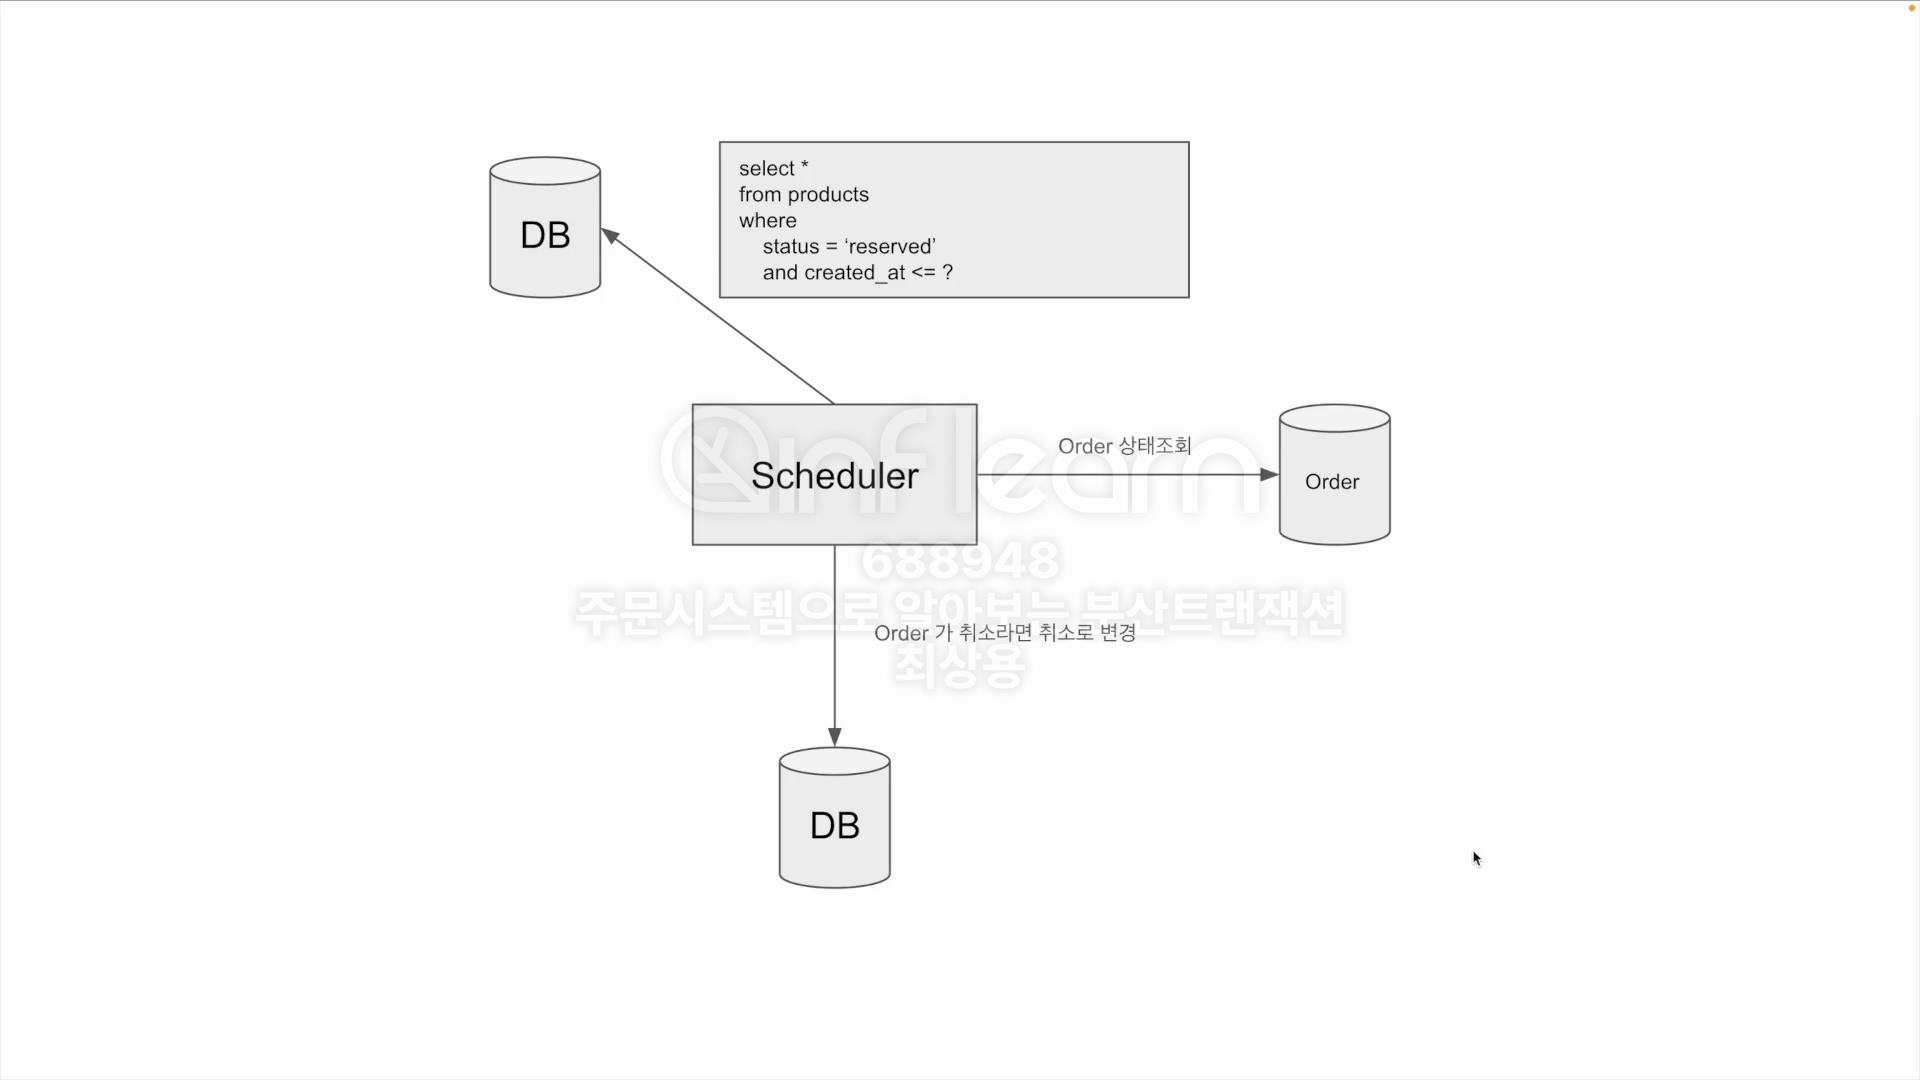 DB
select *
from products
where
status = ‘reserved’
and created_at <= ?
Scheduler
Order 상태조회
Order
inflearn
688948
주문시스템으로 알아보는 분산트랜잭션
Order 가 취소라면 취소로 변경
최상용
DB